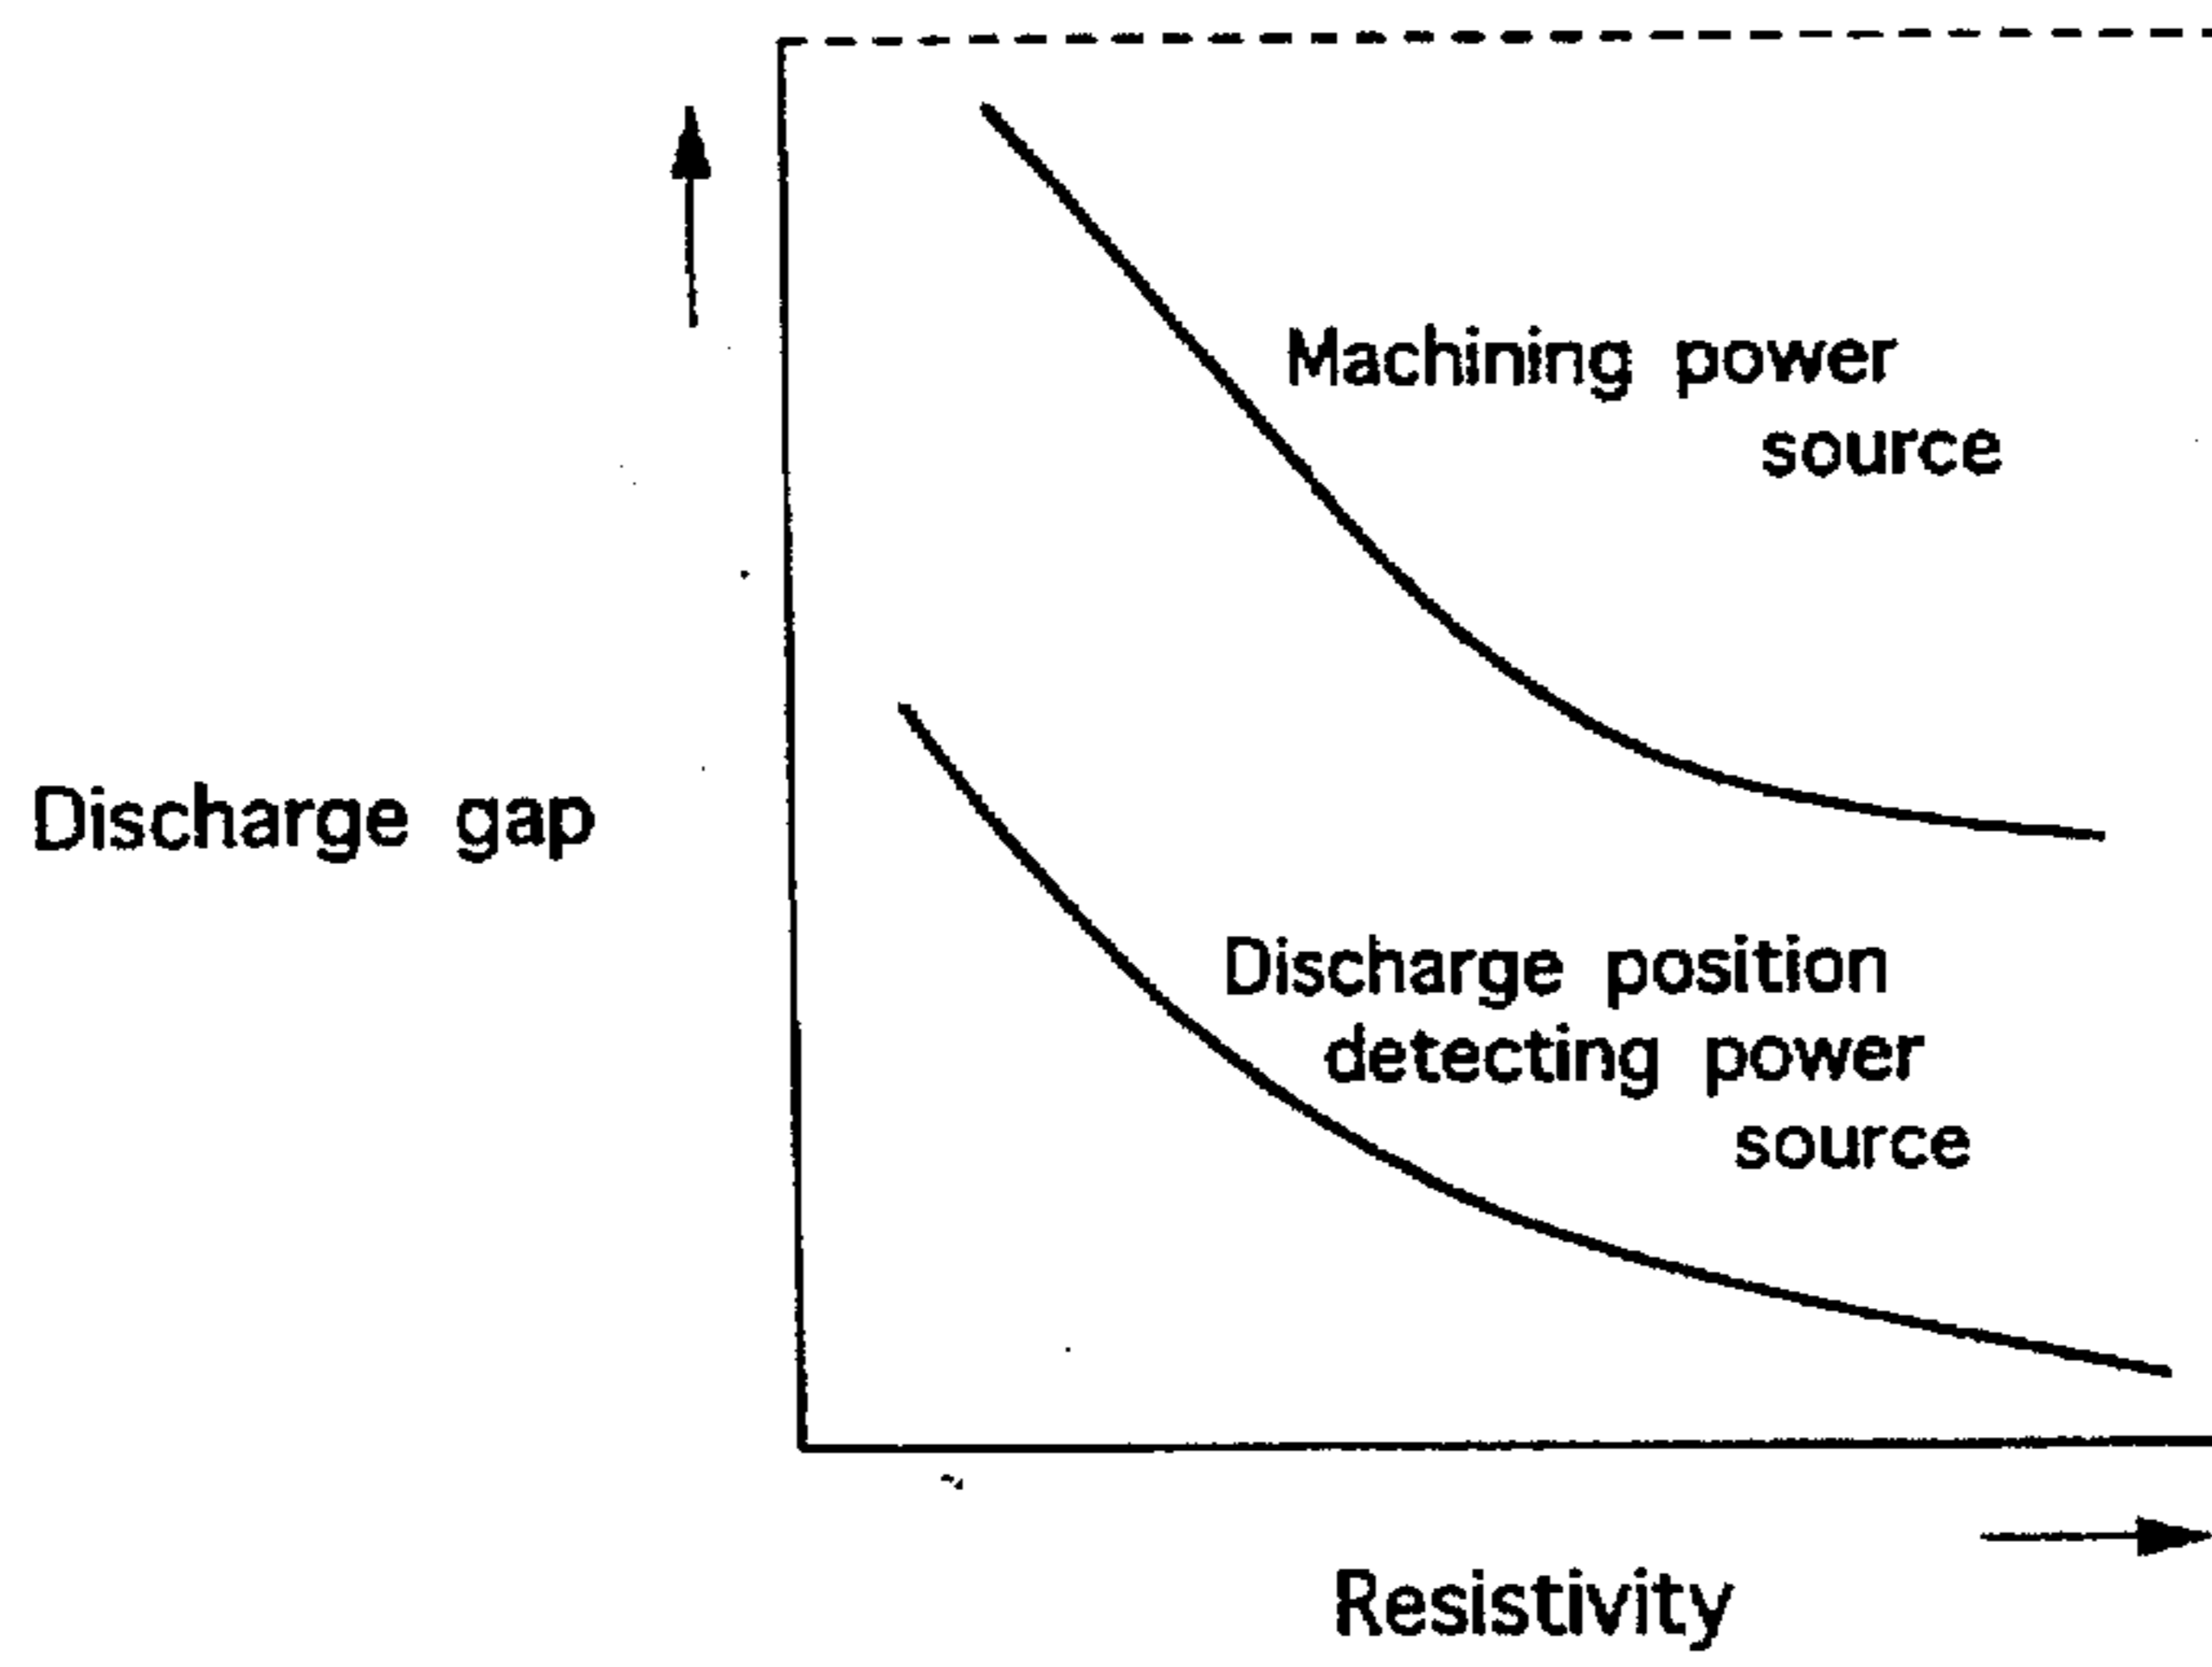 Machining power
source
Discharge gap
Discharge position
detecting power
source
Resistivity